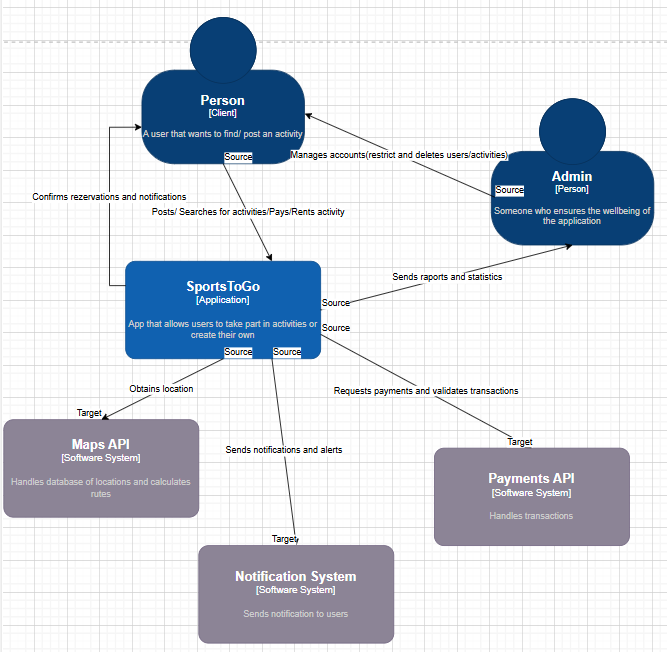 Person
[Client]
A user that wants to find/ post an activity
Source
Manages accounts(restrict and deletes users/activities)
Admin
[Person]
Source
Someone who ensures the wellbeing of
the application
Confirms rezervations and notifications
Posts/ Searches for activities/Pays/Rents activity
SportsToGo
[Application]
App that allows users to take part in activities or
create their own
Sends raports and statistics
Source
Source
Source
Source
Obtains location
Requests payments and validates transactions
Target
Maps API
[Software System]
Handles database of locations and calculates
rutes
Sends notifications and alerts
Target
Payments API
[Software System]
Handles transactions
Target
Notification System
[Software System]
Sends notification to users